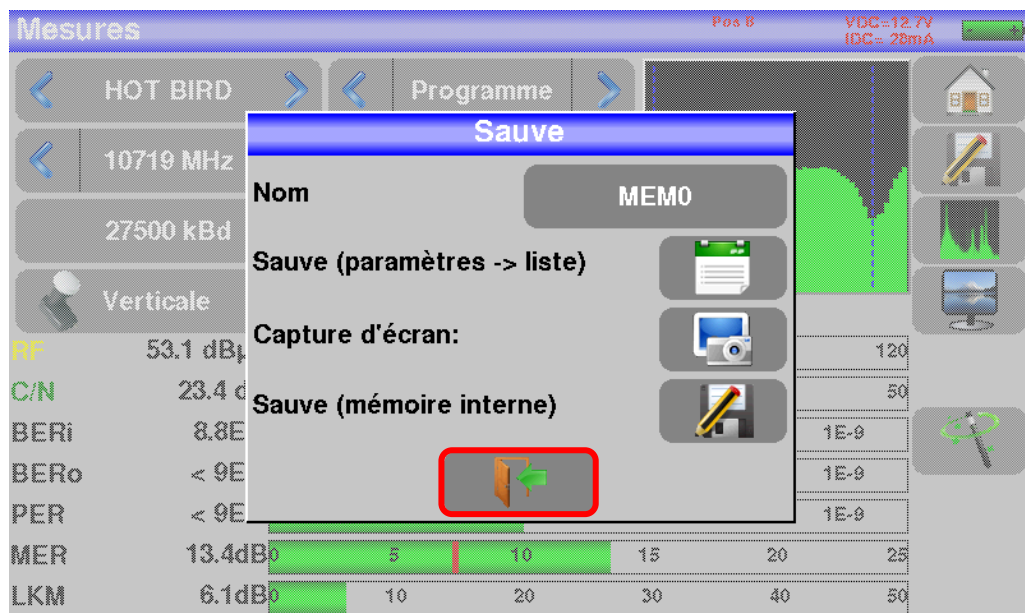 Mesures
Pos B
VDC=12.7V
IDC= 28mA
- +
HOT BIRD
Programme
Sauve
10719 MHz
Nom
MEM0
27500 kBd
Sauve (paramètres -> liste)
Verticale
Capture d'écran:
RF 53.1 dBµ 120
C/N 23.4 d 50
Sauve (mémoire interne)
BERi 8.8E 1E-9
BERo < 9E 1E-9
PER < 9E 1E-9
MER 13.4dB 0 5 10 15 20 25
LKM 6.1dB 0 10 20 30 40 50